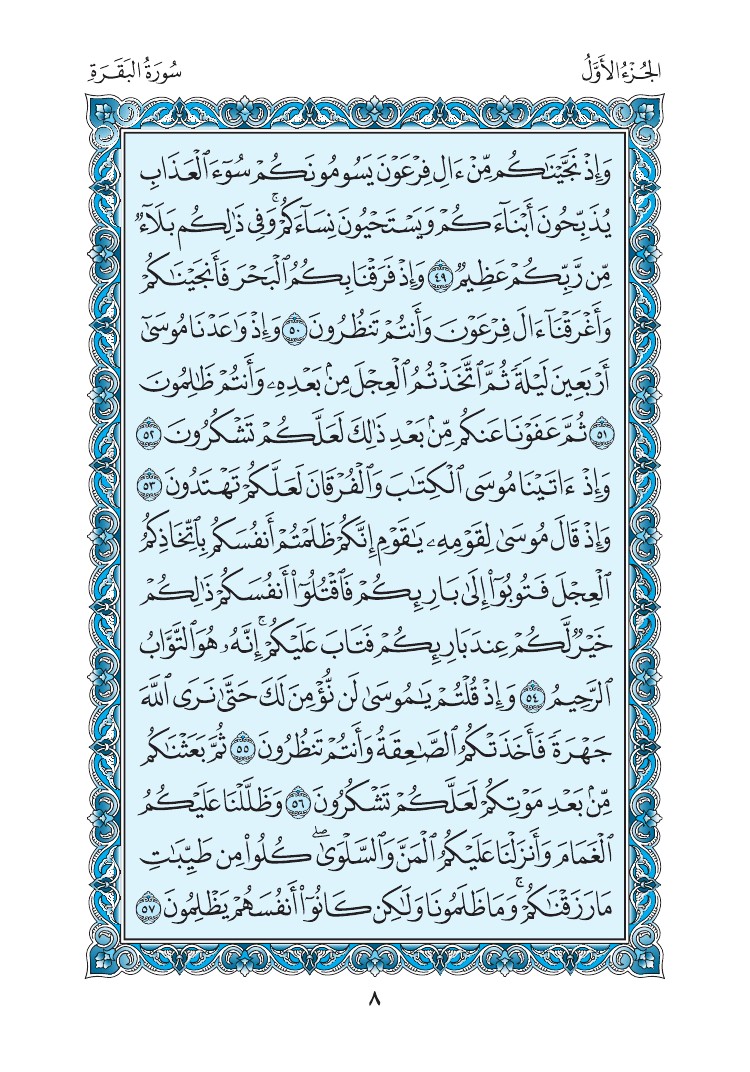 الجُزْءُ الأَوَّلُ
سُورَةُ البَقَرَةِ
وَإِذْ نَجَّيْنَٰكُم مِّنْ ءَالِ فِرْعَوْنَ يَسُومُونَكُمْ سُوٓءَ ٱلْعَذَابِ
يُذَبِّحُونَ أَبْنَآءَكُمْ وَيَسْتَحْيُونَ نِسَآءَكُمْ ۚ وَفِى ذَٰلِكُم بَلَآءٌ
مِّن رَّبِّكُمْ عَظِيمٌ ٤٩ وَإِذْ فَرَقْنَا بِكُمُ ٱلْبَحْرَ فَأَنجَيْنَٰكُمْ
وَأَغْرَقْنَآ ءَالَ فِرْعَوْنَ وَأَنتُمْ تَنظُرُونَ ٥٠ وَإِذْ وَٰعَدْنَا مُوسَىٰٓ
أَرْبَعِينَ لَيْلَةً ثُمَّ ٱتَّخَذْتُمُ ٱلْعِجْلَ مِنۢ بَعْدِهِۦ وَأَنتُمْ ظَٰلِمُونَ
٥١ ثُمَّ عَفَوْنَا عَنكُم مِّنۢ بَعْدِ ذَٰلِكَ لَعَلَّكُمْ تَشْكُرُونَ ٥٢
وَإِذْ ءَاتَيْنَا مُوسَى ٱلْكِتَٰبَ وَٱلْفُرْقَانَ لَعَلَّكُمْ تَهْتَدُونَ ٥٣
وَإِذْ قَالَ مُوسَىٰ لِقَوْمِهِۦ يَٰقَوْمِ إِنَّكُمْ ظَلَمْتُمْ أَنفُسَكُم بِٱتِّخَاذِكُمُ
ٱلْعِجْلَ فَتُوبُوٓا۟ إِلَىٰ بَارِئِكُمْ فَٱقْتُلُوٓا۟ أَنفُسَكُمْ ذَٰلِكُمْ
خَيْرٌ لَّكُمْ عِندَ بَارِئِكُمْ فَتَابَ عَلَيْكُمْ ۚ إِنَّهُۥ هُوَ ٱلتَّوَّابُ
ٱلرَّحِيمُ ٥٤ وَإِذْ قُلْتُمْ يَٰمُوسَىٰ لَن نُّؤْمِنَ لَكَ حَتَّىٰ نَرَى ٱللَّهَ
جَهْرَةً فَأَخَذَتْكُمُ ٱلصَّٰعِقَةُ وَأَنتُمْ تَنظُرُونَ ٥٥ ثُمَّ بَعَثْنَٰكُم
مِّنۢ بَعْدِ مَوْتِكُمْ لَعَلَّكُمْ تَشْكُرُونَ ٥٦ وَظَلَّلْنَا عَلَيْكُمُ
ٱلْغَمَامَ وَأَنزَلْنَا عَلَيْكُمُ ٱلْمَنَّ وَٱلسَّلْوَىٰ ۖ كُلُوا۟ مِن طَيِّبَٰتِ
مَا رَزَقْنَٰكُمْ ۚ وَمَا ظَلَمُونَا وَلَٰكِن كَانُوٓا۟ أَنفُسَهُمْ يَظْلِمُونَ ٥٧
٨